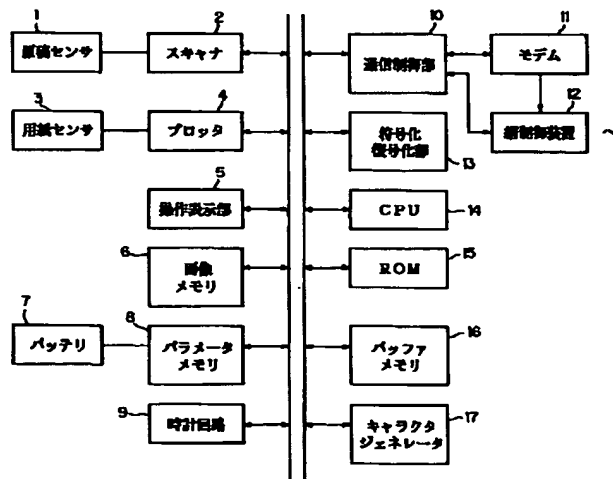 1
2
原稿センサ
スキャナ
3
4
用紙センサ
プロッタ
5
操作表示部
6
画像
メモリ
7
8
バッテリ
パラメータ
メモリ
9
時計回路
10
11
通信制御部
モデム
12
網制御装置
符号化
復号化部
13
CPU
14
15
ROM
16
バッファ
メモリ
17
キャラクタ
ジェネレータ